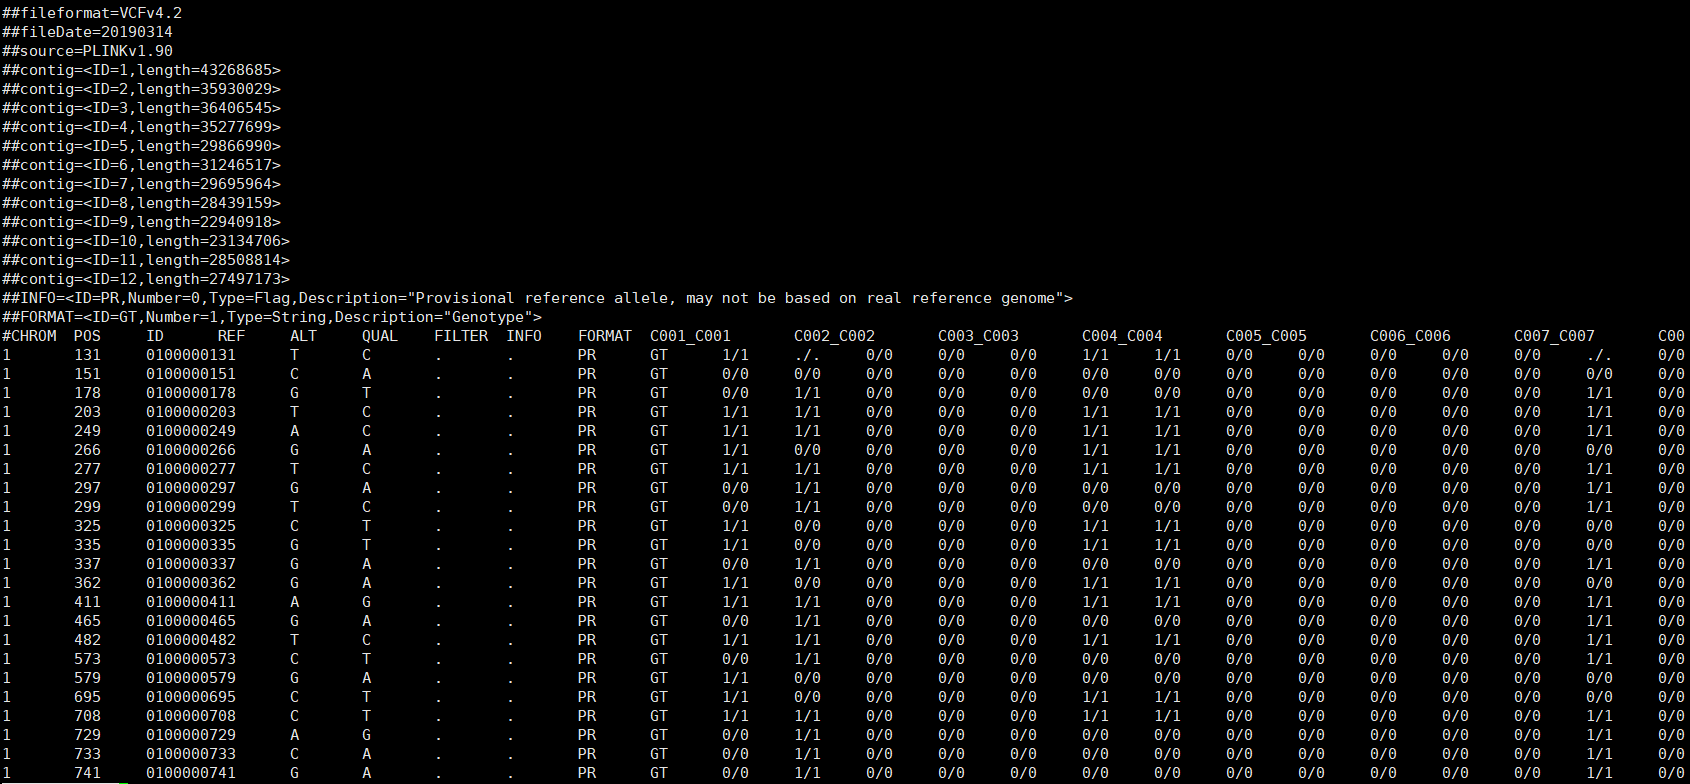 ##fileformat=VCFv4.2
##fileDate=20190314
##source=PLINKv1.90
##contig=<ID=1,length=43268685>
##contig=<ID=2,length=35930029>
##contig=<ID=3,length=36406545>
##contig=<ID=4,length=35277699>
##contig=<ID=5,length=29866990>
##contig=<ID=6,length=31246517>
##contig=<ID=7,length=29695964>
##contig=<ID=8,length=28439159>
##contig=<ID=9,length=22940918>
##contig=<ID=10,length=23134706>
##contig=<ID=11,length=28508814>
##contig=<ID=12,length=27497173>
##INFO=<ID=PR,Number=0,Type=Flag,Description="Provisional reference allele, may not be based on real reference genome">
##FORMAT=<ID=GT,Number=1,Type=String,Description="Genotype">
#CHROM POS ID REF ALT QUAL FILTER INFO FORMAT C001_C001 C002_C002 C003_C003 C004_C004 C005_C005 C006_C006 C007_C007 C00
1 131 0100000131 T C . . PR GT 1/1 ./. 0/0 0/0 0/0 1/1 1/1 0/0 0/0 0/0 0/0 0/0 ./. 0/0
1 151 0100000151 C A . . PR GT 0/0 0/0 0/0 0/0 0/0 0/0 0/0 0/0 0/0 0/0 0/0 0/0 0/0 0/0
1 178 0100000178 G T . . PR GT 0/0 1/1 0/0 0/0 0/0 0/0 0/0 0/0 0/0 0/0 0/0 0/0 1/1 0/0
1 203 0100000203 T C . . PR GT 1/1 1/1 0/0 0/0 0/0 1/1 1/1 0/0 0/0 0/0 0/0 0/0 1/1 0/0
1 249 0100000249 A C . . PR GT 1/1 1/1 0/0 0/0 0/0 1/1 1/1 0/0 0/0 0/0 0/0 0/0 1/1 0/0
1 266 0100000266 G A . . PR GT 1/1 0/0 0/0 0/0 0/0 1/1 1/1 0/0 0/0 0/0 0/0 0/0 0/0 0/0
1 277 0100000277 T C . . PR GT 1/1 1/1 0/0 0/0 0/0 1/1 1/1 0/0 0/0 0/0 0/0 0/0 1/1 0/0
1 297 0100000297 G A . . PR GT 0/0 1/1 0/0 0/0 0/0 0/0 0/0 0/0 0/0 0/0 0/0 0/0 1/1 0/0
1 299 0100000299 T C . . PR GT 0/0 1/1 0/0 0/0 0/0 0/0 0/0 0/0 0/0 0/0 0/0 0/0 1/1 0/0
1 325 0100000325 C T . . PR GT 1/1 0/0 0/0 0/0 0/0 1/1 1/1 0/0 0/0 0/0 0/0 0/0 0/0 0/0
1 335 0100000335 G T . . PR GT 1/1 0/0 0/0 0/0 0/0 1/1 1/1 0/0 0/0 0/0 0/0 0/0 0/0 0/0
1 337 0100000337 G A . . PR GT 0/0 1/1 0/0 0/0 0/0 0/0 0/0 0/0 0/0 0/0 0/0 0/0 1/1 0/0
1 362 0100000362 G A . . PR GT 1/1 0/0 0/0 0/0 0/0 1/1 1/1 0/0 0/0 0/0 0/0 0/0 0/0 0/0
1 411 0100000411 A G . . PR GT 1/1 1/1 0/0 0/0 0/0 1/1 1/1 0/0 0/0 0/0 0/0 0/0 1/1 0/0
1 465 0100000465 G A . . PR GT 0/0 1/1 0/0 0/0 0/0 0/0 0/0 0/0 0/0 0/0 0/0 0/0 1/1 0/0
1 482 0100000482 T C . . PR GT 1/1 1/1 0/0 0/0 0/0 1/1 1/1 0/0 0/0 0/0 0/0 0/0 1/1 0/0
1 573 0100000573 C T . . PR GT 0/0 1/1 0/0 0/0 0/0 0/0 0/0 0/0 0/0 0/0 0/0 0/0 1/1 0/0
1 579 0100000579 G A . . PR GT 1/1 0/0 0/0 0/0 0/0 0/0 0/0 0/0 0/0 0/0 0/0 0/0 0/0 0/0
1 695 0100000695 C T . . PR GT 1/1 0/0 0/0 0/0 0/0 1/1 1/1 0/0 0/0 0/0 0/0 0/0 0/0 0/0
1 708 0100000708 C T . . PR GT 1/1 1/1 0/0 0/0 0/0 1/1 1/1 0/0 0/0 0/0 0/0 0/0 1/1 0/0
1 729 0100000729 A G . . PR GT 0/0 1/1 0/0 0/0 0/0 0/0 0/0 0/0 0/0 0/0 0/0 0/0 1/1 0/0
1 733 0100000733 C A . . PR GT 0/0 1/1 0/0 0/0 0/0 0/0 0/0 0/0 0/0 0/0 0/0 0/0 1/1 0/0
1 741 0100000741 G A . . PR GT 0/0 1/1 0/0 0/0 0/0 0/0 0/0 0/0 0/0 0/0 0/0 0/0 1/1 0/0